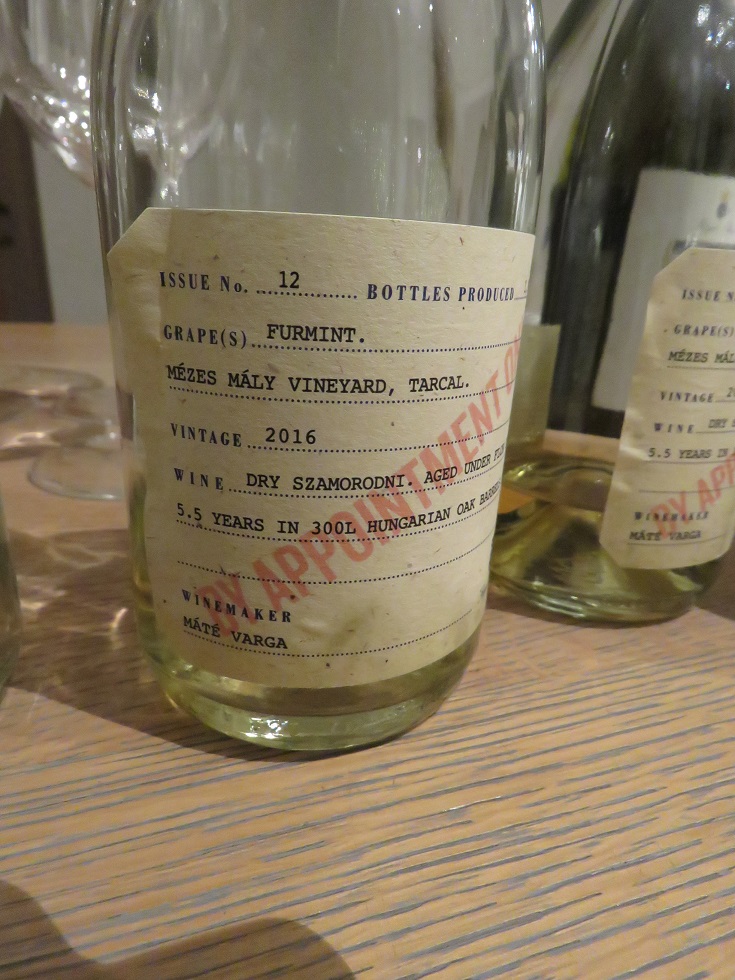 ISSUE No. 12 BOTTLES PRODUCED
GRAPE(S) FURMINT.
MÉZES MÁLY VINEYARD, TARCAL.
VINTAGE 2016
WINE DRY SZAMORODNI. AGED UNDER
5.5 YEARS IN 300L HUNGARIAN OAK
WINEMAKER
MÁTÉ VARGA
BY APPOINTMENT
ISSUE
GRAPE(S)
MÉZES
VINTAGE
WINE DRY
5.5 YEARS IN
WINEMAKER
MÁTÉ VARGA
BY